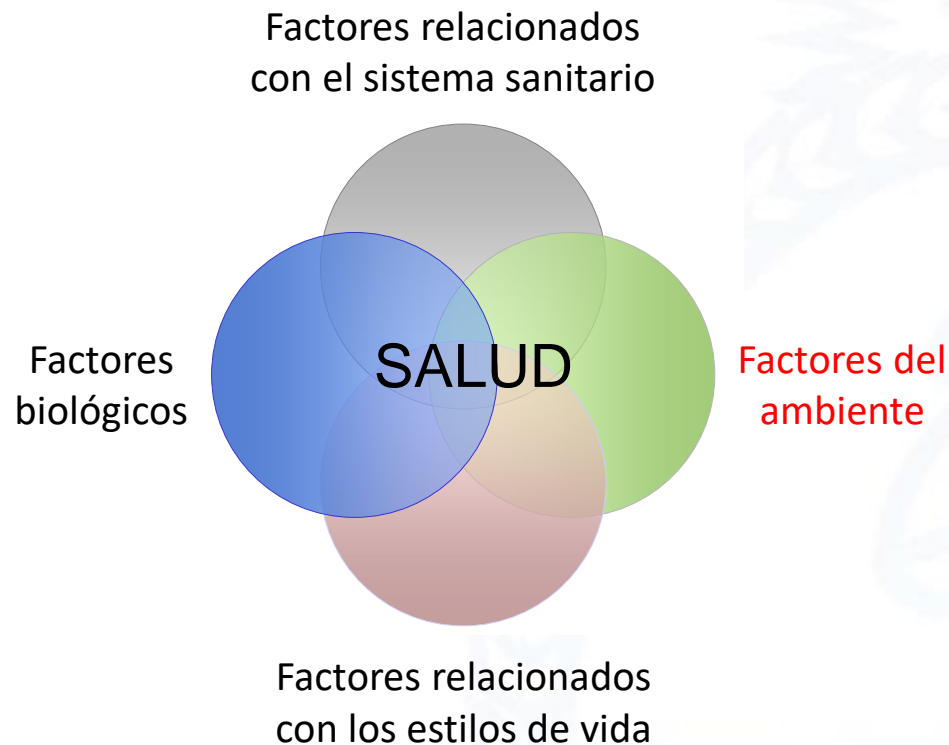 Factores relacionados
con el sistema sanitario
Factores
biológicos
SALUD
Factores del
ambiente
Factores relacionados
con los estilos de vida